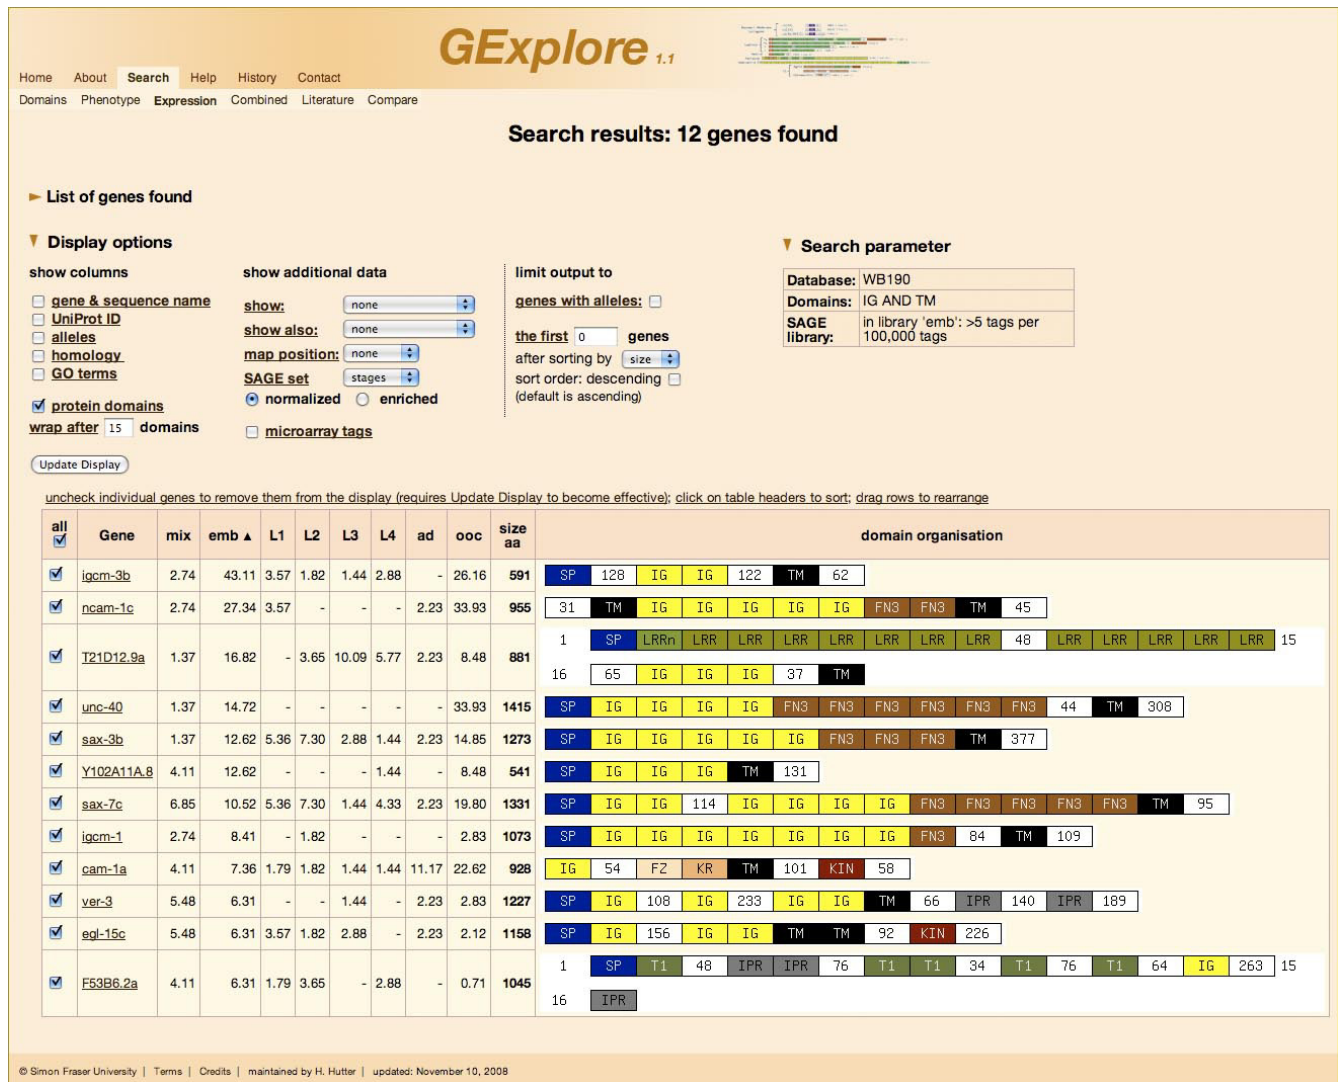 GExplore 1.1
Home About Search Help History Contact
Domains Phenotype Expression Combined Literature Compare
Search results: 12 genes found
► List of genes found
▼ Display options
show columns
gene & sequence name
UniProt ID
alleles
homology
GO terms
protein domains
wrap after 15 domains
show additional data
show: none
show also: none
map position: none
SAGE set stages
normalized enriched
microarray tags
limit output to
genes with alleles:
the first 0 genes
after sorting by size
sort order: descending
(default is ascending)
▼ Search parameter
Database: WB190
Domains: IG AND TM
SAGE library: in library 'emb': >5 tags per
100,000 tags
Update Display
uncheck individual genes to remove them from the display (requires Update Display to become effective); click on table headers to sort; drag rows to rearrange
all Gene mix emb ▲ L1 L2 L3 L4 ad ooc size aa domain organisation
igcm-3b 2.74 43.11 3.57 1.82 1.44 2.88 - 26.16 591 SP 128 IG IG 122 TM 62
ncam-1c 2.74 27.34 3.57 - - - 2.23 33.93 955 31 TM IG IG IG IG IG FN3 FN3 TM 45
T21D12.9a 1.37 16.82 - 3.65 10.09 5.77 2.23 8.48 881 1 SP LRRn LRR LRR LRR LRR LRR LRR LRR 48 LRR LRR LRR LRR LRR 15
16 65 IG IG IG 37 TM
unc-40 1.37 14.72 - - - - - 33.93 1415 SP IG IG IG IG FN3 FN3 FN3 FN3 FN3 FN3 44 TM 308
sax-3b 1.37 12.62 5.36 7.30 2.88 1.44 2.23 14.85 1273 SP IG IG IG IG IG FN3 FN3 FN3 TM 377
Y102A11A.8 4.11 12.62 - - - 1.44 - 8.48 541 SP IG IG IG TM 131
sax-7c 6.85 10.52 5.36 7.30 1.44 4.33 2.23 19.80 1331 SP IG IG 114 IG IG IG IG FN3 FN3 FN3 FN3 FN3 TM 95
igcm-1 2.74 8.41 - 1.82 - - - 2.83 1073 SP IG IG IG IG IG IG IG FN3 84 TM 109
cam-1a 4.11 7.36 1.79 1.82 1.44 1.44 11.17 22.62 928 IG 54 FZ KR TM 101 KIN 58
ver-3 5.48 6.31 - - 1.44 - 2.23 2.83 1227 SP IG 108 IG 233 IG IG TM 66 IPR 140 IPR 189
egl-15c 5.48 6.31 3.57 1.82 2.88 - 2.23 2.12 1158 SP IG 156 IG IG TM TM 92 KIN 226
F53B6.2a 4.11 6.31 1.79 3.65 - 2.88 - 0.71 1045 1 SP T1 48 IPR IPR 76 T1 T1 34 T1 76 T1 64 IG 263 15
16 IPR
© Simon Fraser University | Terms | Credits | maintained by H. Hutter | updated: November 10, 2008